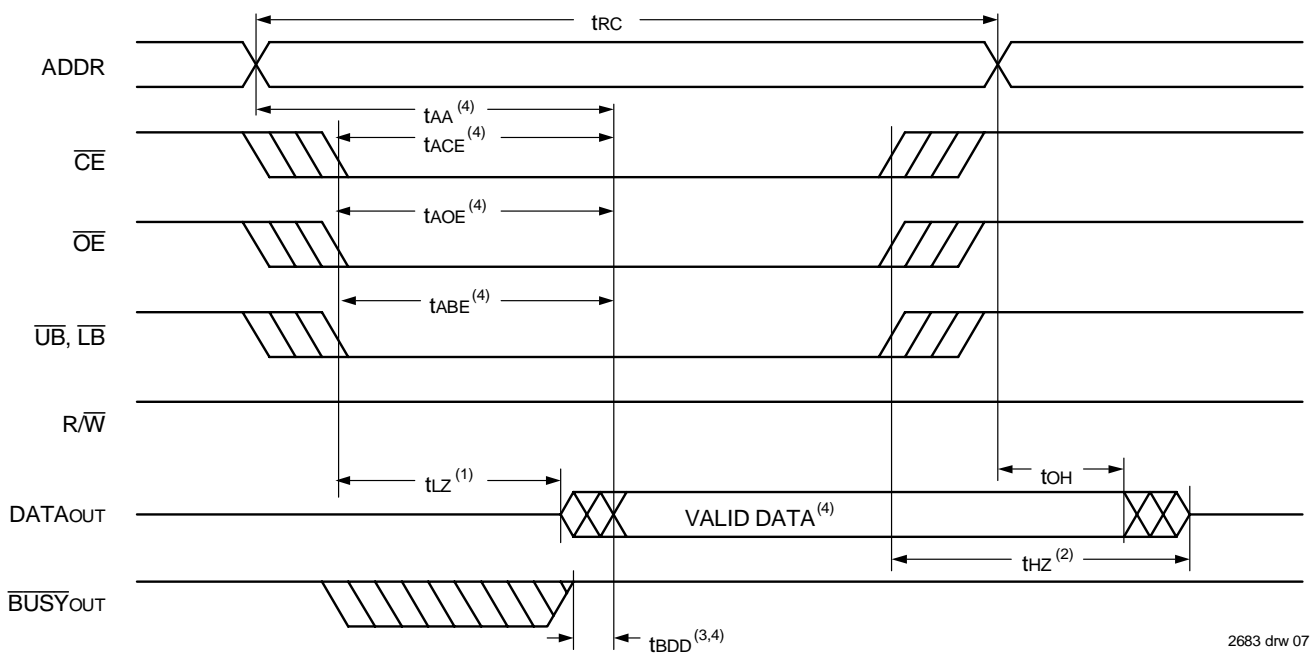 tRC
ADDR
tAA (4)
tACE (4)
CE
tAOE (4)
OE
tABE (4)
UB, LB
R/W
tLZ (1)
tOH
DATAOUT
VALID DATA(4)
tHZ (2)
BUSYOUT
tBDD (3,4)
2683 drw 07